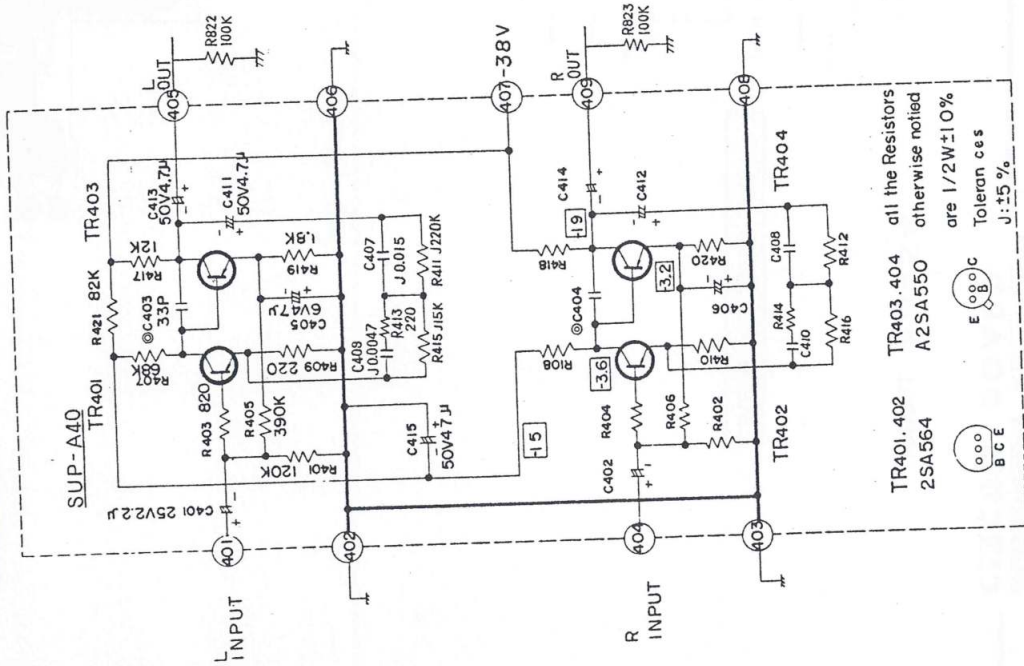 SUP-A40
TR401
TR403
R421 82K
R407
68K
◎C403
33P
R417
12K
C413
50V4.7μ
C411
50V4.7μ
L
OUT
405
R822
100K
L
INPUT
401
C401 25V2.2μ
R403 820
R405
390K
R401
120K
R409 220
C405
6V47μ
R419
1.8K
402
406
C415
50V47μ
C409
J0.0047
R413
220
R415 J15K
C407
J0.015
R411 J220K
407
-38V
-15
R108
-3.6
◎C404
R418
-19
C414
C412
R
OUT
409
R823
100K
R
INPUT
404
C402
R404
R406
R402
R410
C406
-3.2
R420
403
408
TR402
C410
R414
R416
C408
R412
TR404
TR401.402
2SA564
B C E
TR403.404
A2SA550
E B C
all the Resistors
otherwise notied
are 1/2W±10%
Toleran ces
J:±5%